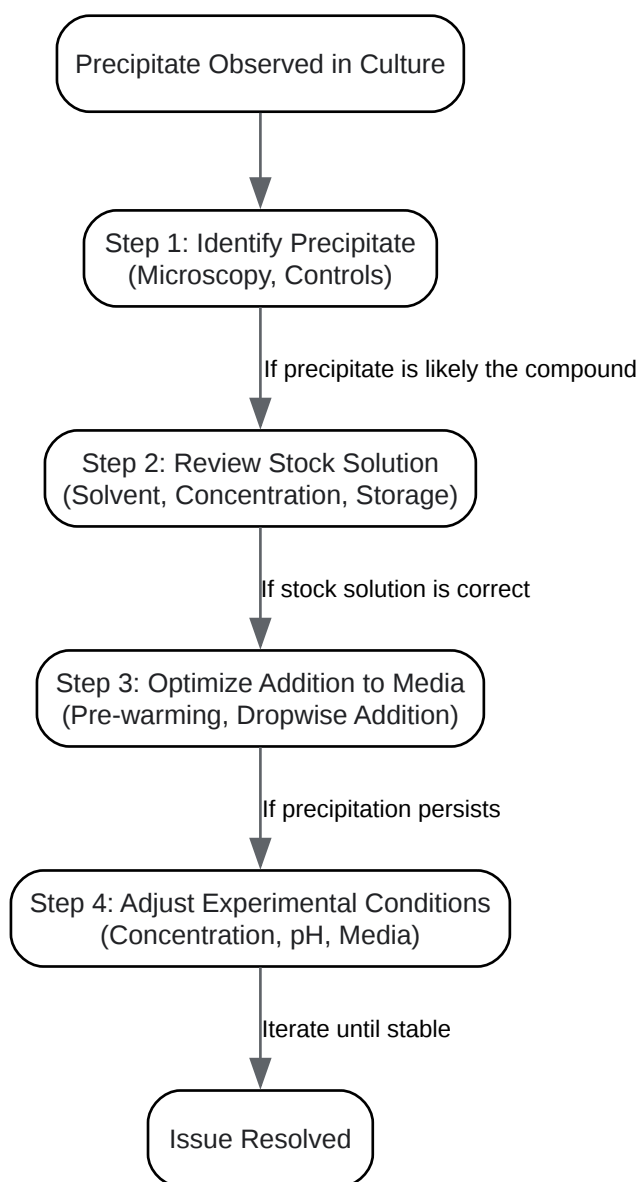 Precipitate Observed in Culture
Step 1: Identify Precipitate
(Microscopy, Controls)
If precipitate is likely the compound
Step 2: Review Stock Solution
(Solvent, Concentration, Storage)
If stock solution is correct
Step 3: Optimize Addition to Media
(Pre-warming, Dropwise Addition)
If precipitation persists
Step 4: Adjust Experimental Conditions
(Concentration, pH, Media)
Iterate until stable
Issue Resolved